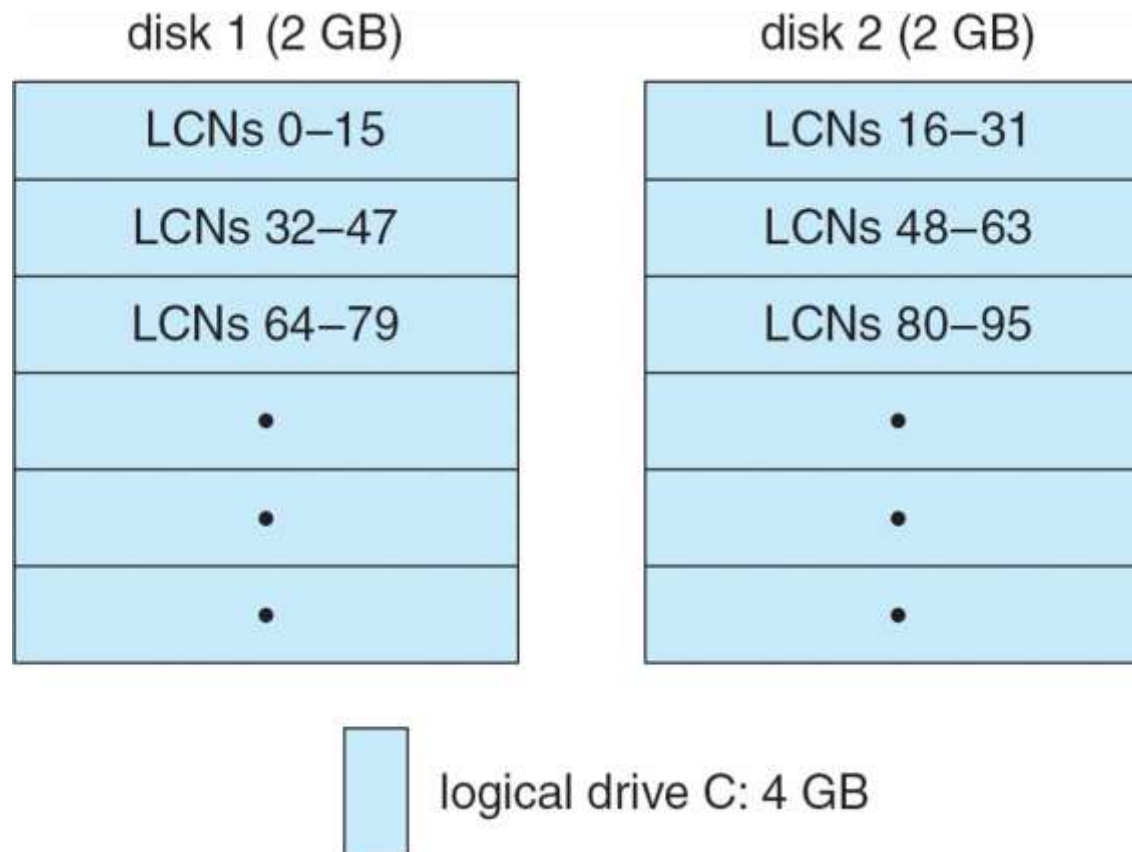 disk 1 (2 GB)
disk 2 (2 GB)
LCNs 0–15
LCNs 16–31
LCNs 32–47
LCNs 48–63
LCNs 64–79
LCNs 80–95
logical drive C: 4 GB